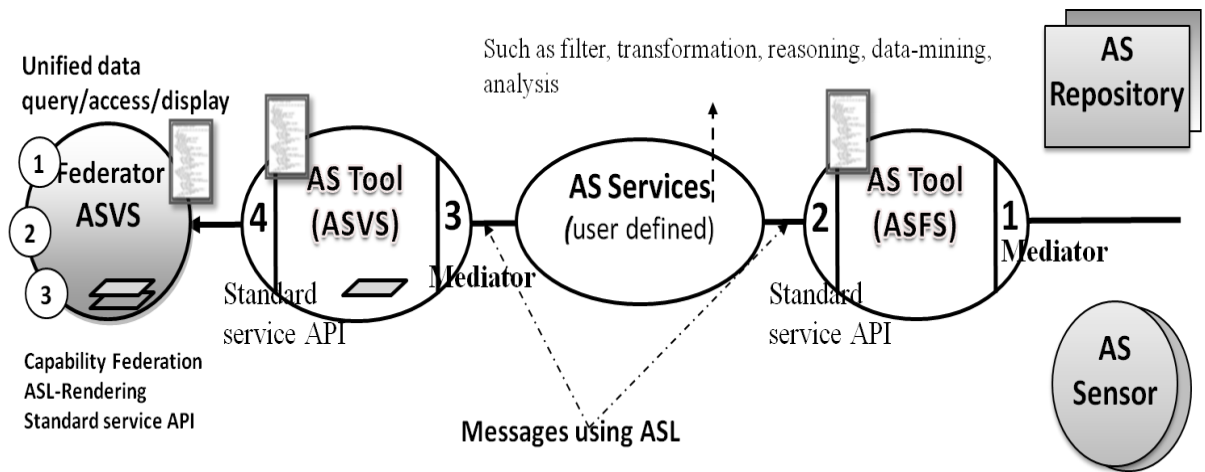 Unified data
query/access/display
1
2
3
Federator
ASVS
Capability Federation
ASL-Rendering
Standard service API
4
AS Tool
(ASVS)
3
Mediator
Standard
service API
Such as filter, transformation, reasoning, data-mining,
analysis
AS Services
(user defined)
Messages using ASL
2
AS Tool
(ASFS)
1
Mediator
Standard
service API
AS
Repository
AS
Sensor